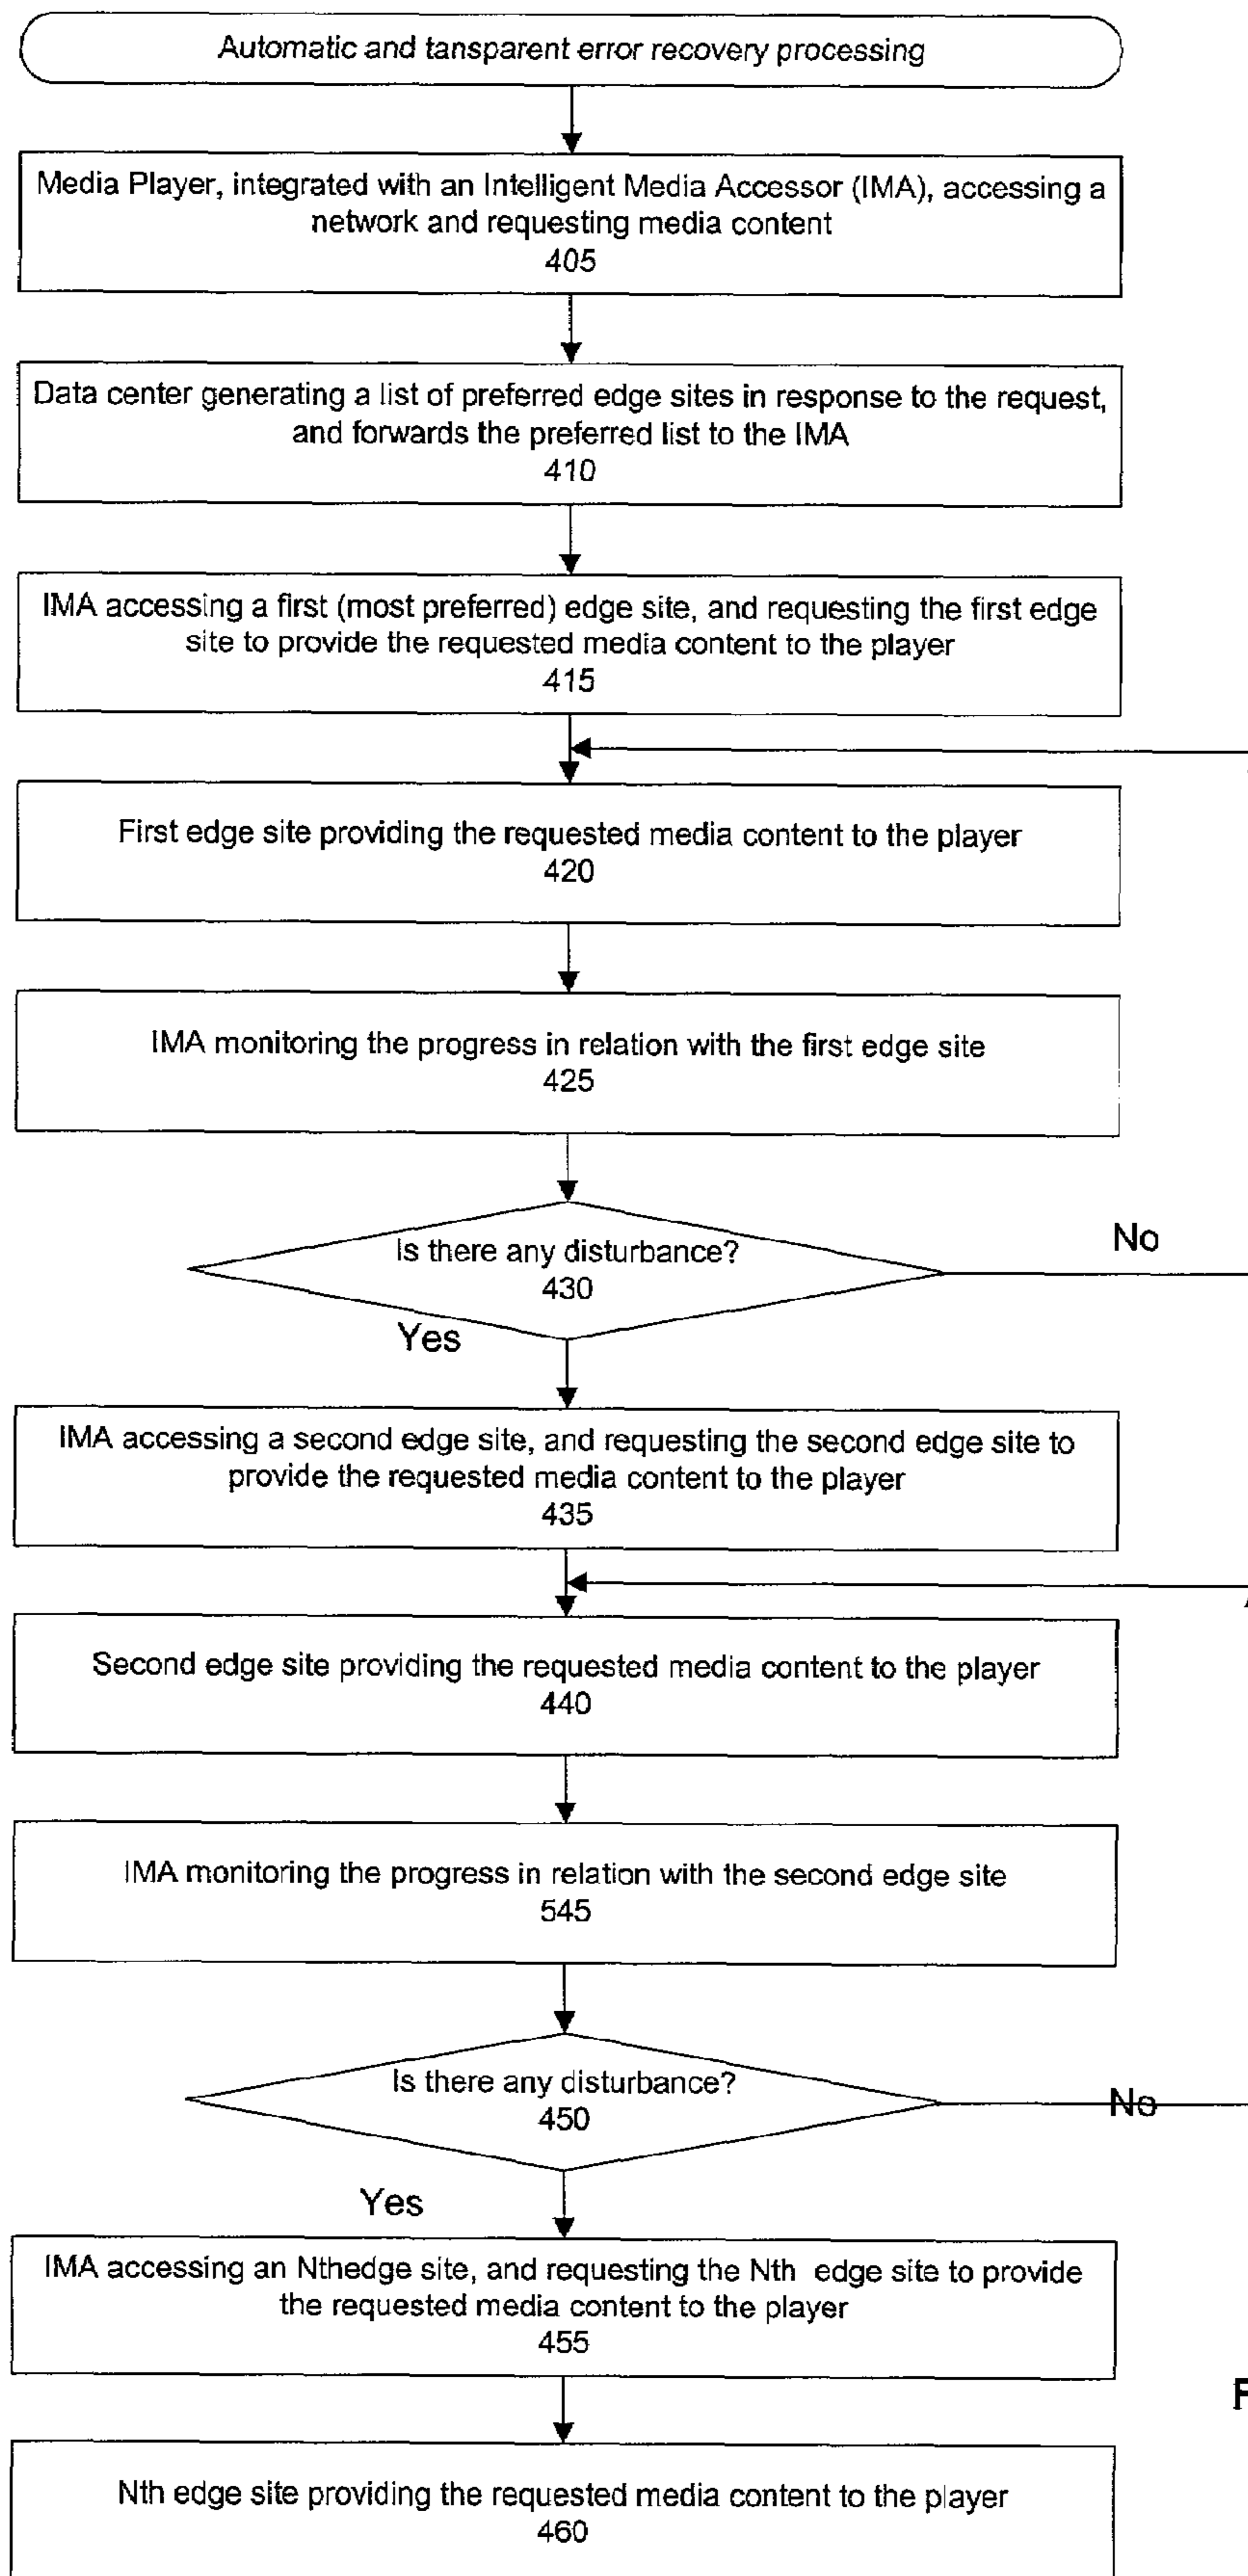 Automatic and tansparent error recovery processing
Media Player, integrated with an Intelligent Media Accessor (IMA), accessing a
network and requesting media content
405
Data center generating a list of preferred edge sites in response to the request,
and forwards the preferred list to the IMA
410
IMA accessing a first (most preferred) edge site, and requesting the first edge
site to provide the requested media content to the player
415
First edge site providing the requested media content to the player
420
IMA monitoring the progress in relation with the first edge site
425
Is there any disturbance?
430
No
Yes
IMA accessing a second edge site, and requesting the second edge site to
provide the requested media content to the player
435
Second edge site providing the requested media content to the player
440
IMA monitoring the progress in relation with the second edge site
545
Is there any disturbance?
450
No
Yes
IMA accessing an Nthedge site, and requesting the Nth edge site to provide
the requested media content to the player
455
F
Nth edge site providing the requested media content to the player
460